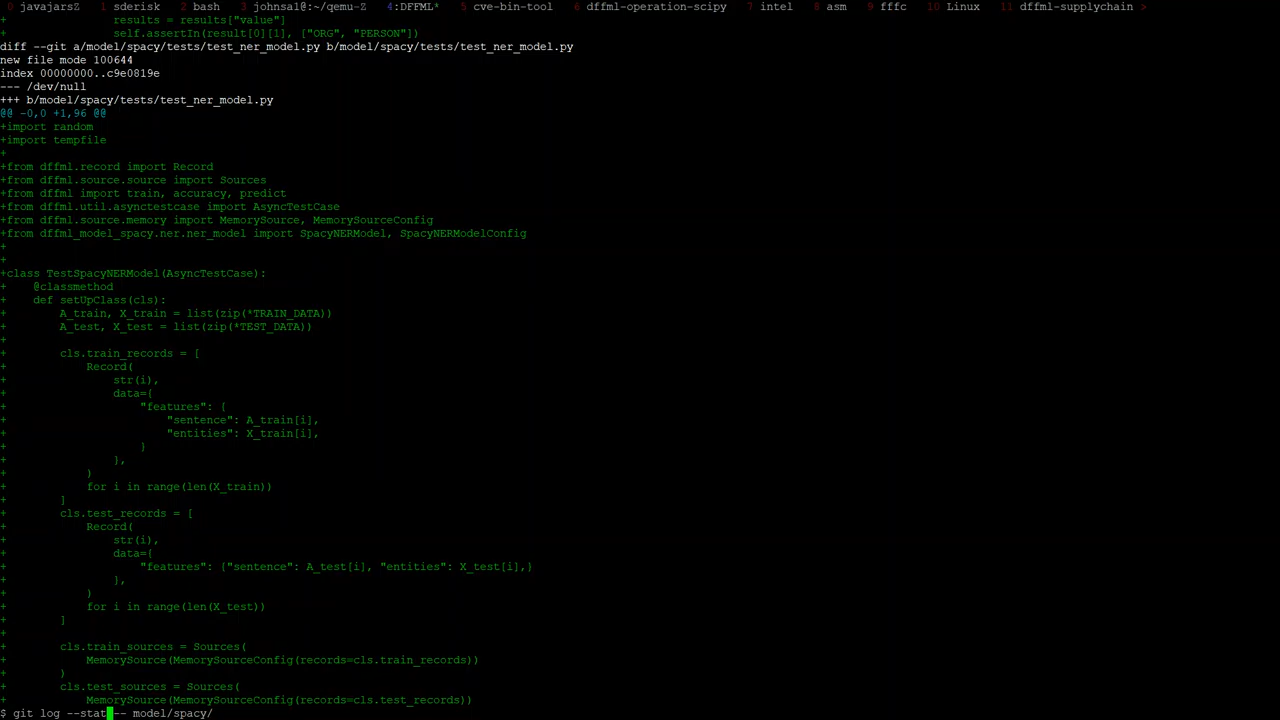 0 javajarsZ 1 sderisk 2 bash 3 johnsal@:~/qemu-Z 4:DFFML* 5 cve-bin-tool 6 dffml-operation-scipy 7 intel 8 asm 9 fffc 10 Linux 11 dffml-supplychain >
+ results = results["value"]
+ self.assertIn(result[0][1], ["ORG", "PERSON"])
diff --git a/model/spacy/tests/test_ner_model.py b/model/spacy/tests/test_ner_model.py
new file mode 100644
index 00000000..c9e0819e
--- /dev/null
+++ b/model/spacy/tests/test_ner_model.py
@@ -0,0 +1,96 @@
+import random
+import tempfile
+
+from dffml.record import Record
+from dffml.source.source import Sources
+from dffml import train, accuracy, predict
+from dffml.util.asynctestcase import AsyncTestCase
+from dffml.source.memory import MemorySource, MemorySourceConfig
+from dffml_model_spacy.ner.ner_model import SpacyNERModel, SpacyNERModelConfig
+
+
+class TestSpacyNERModel(AsyncTestCase):
+ @classmethod
+ def setUpClass(cls):
+ A_train, X_train = list(zip(*TRAIN_DATA))
+ A_test, X_test = list(zip(*TEST_DATA))
+
+ cls.train_records = [
+ Record(
+ str(i),
+ data={
+ "features": {
+ "sentence": A_train[i],
+ "entities": X_train[i],
+ }
+ },
+ )
+ for i in range(len(X_train))
+ ]
+ cls.test_records = [
+ Record(
+ str(i),
+ data={
+ "features": {"sentence": A_test[i], "entities": X_test[i],}
+ },
+ )
+ for i in range(len(X_test))
+ ]
+
+ cls.train_sources = Sources(
+ MemorySource(MemorySourceConfig(records=cls.train_records))
+ )
+ cls.test_sources = Sources(
+ MemorySource(MemorySourceConfig(records=cls.test_records))
$ git log --stat -- model/spacy/